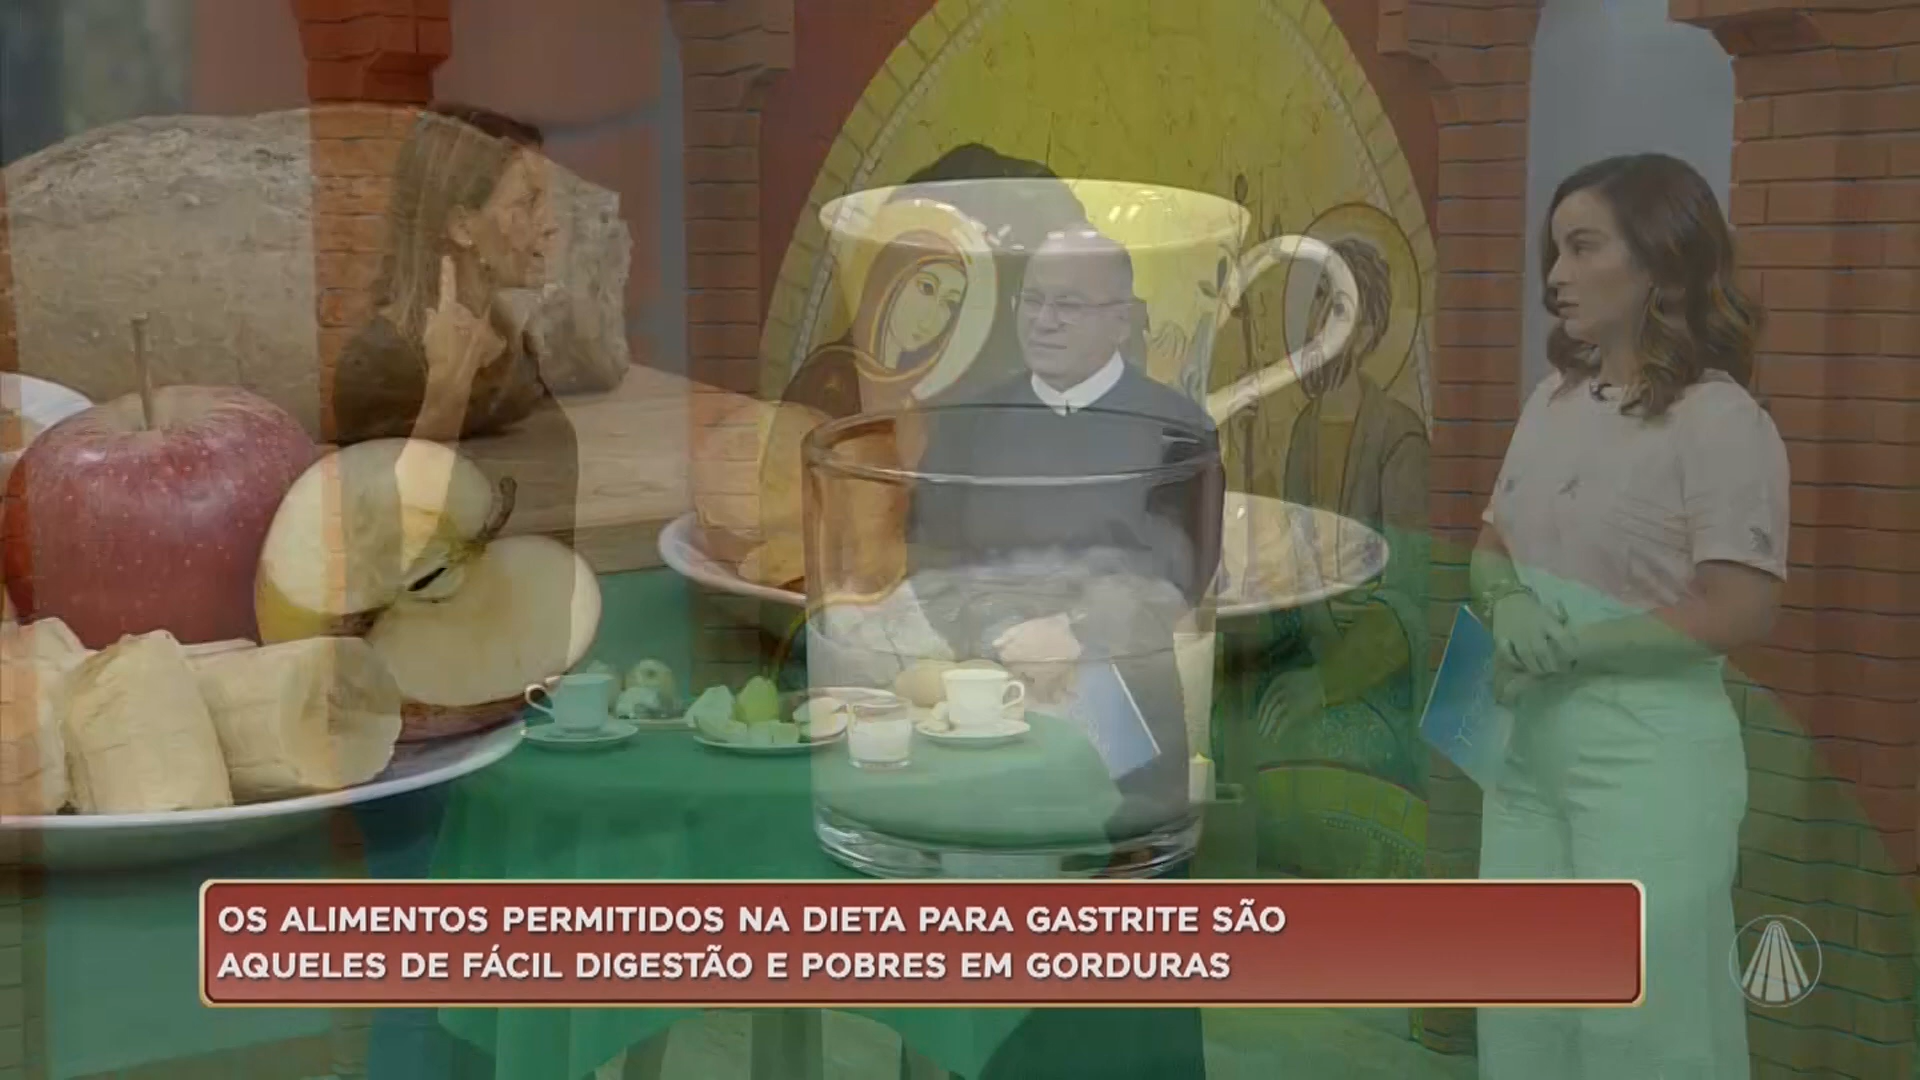 OS ALIMENTOS PERMITIDOS NA DIETA PARA GASTRITE SÃO
AQUELES DE FÁCIL DIGESTÃO E POBRES EM GORDURAS